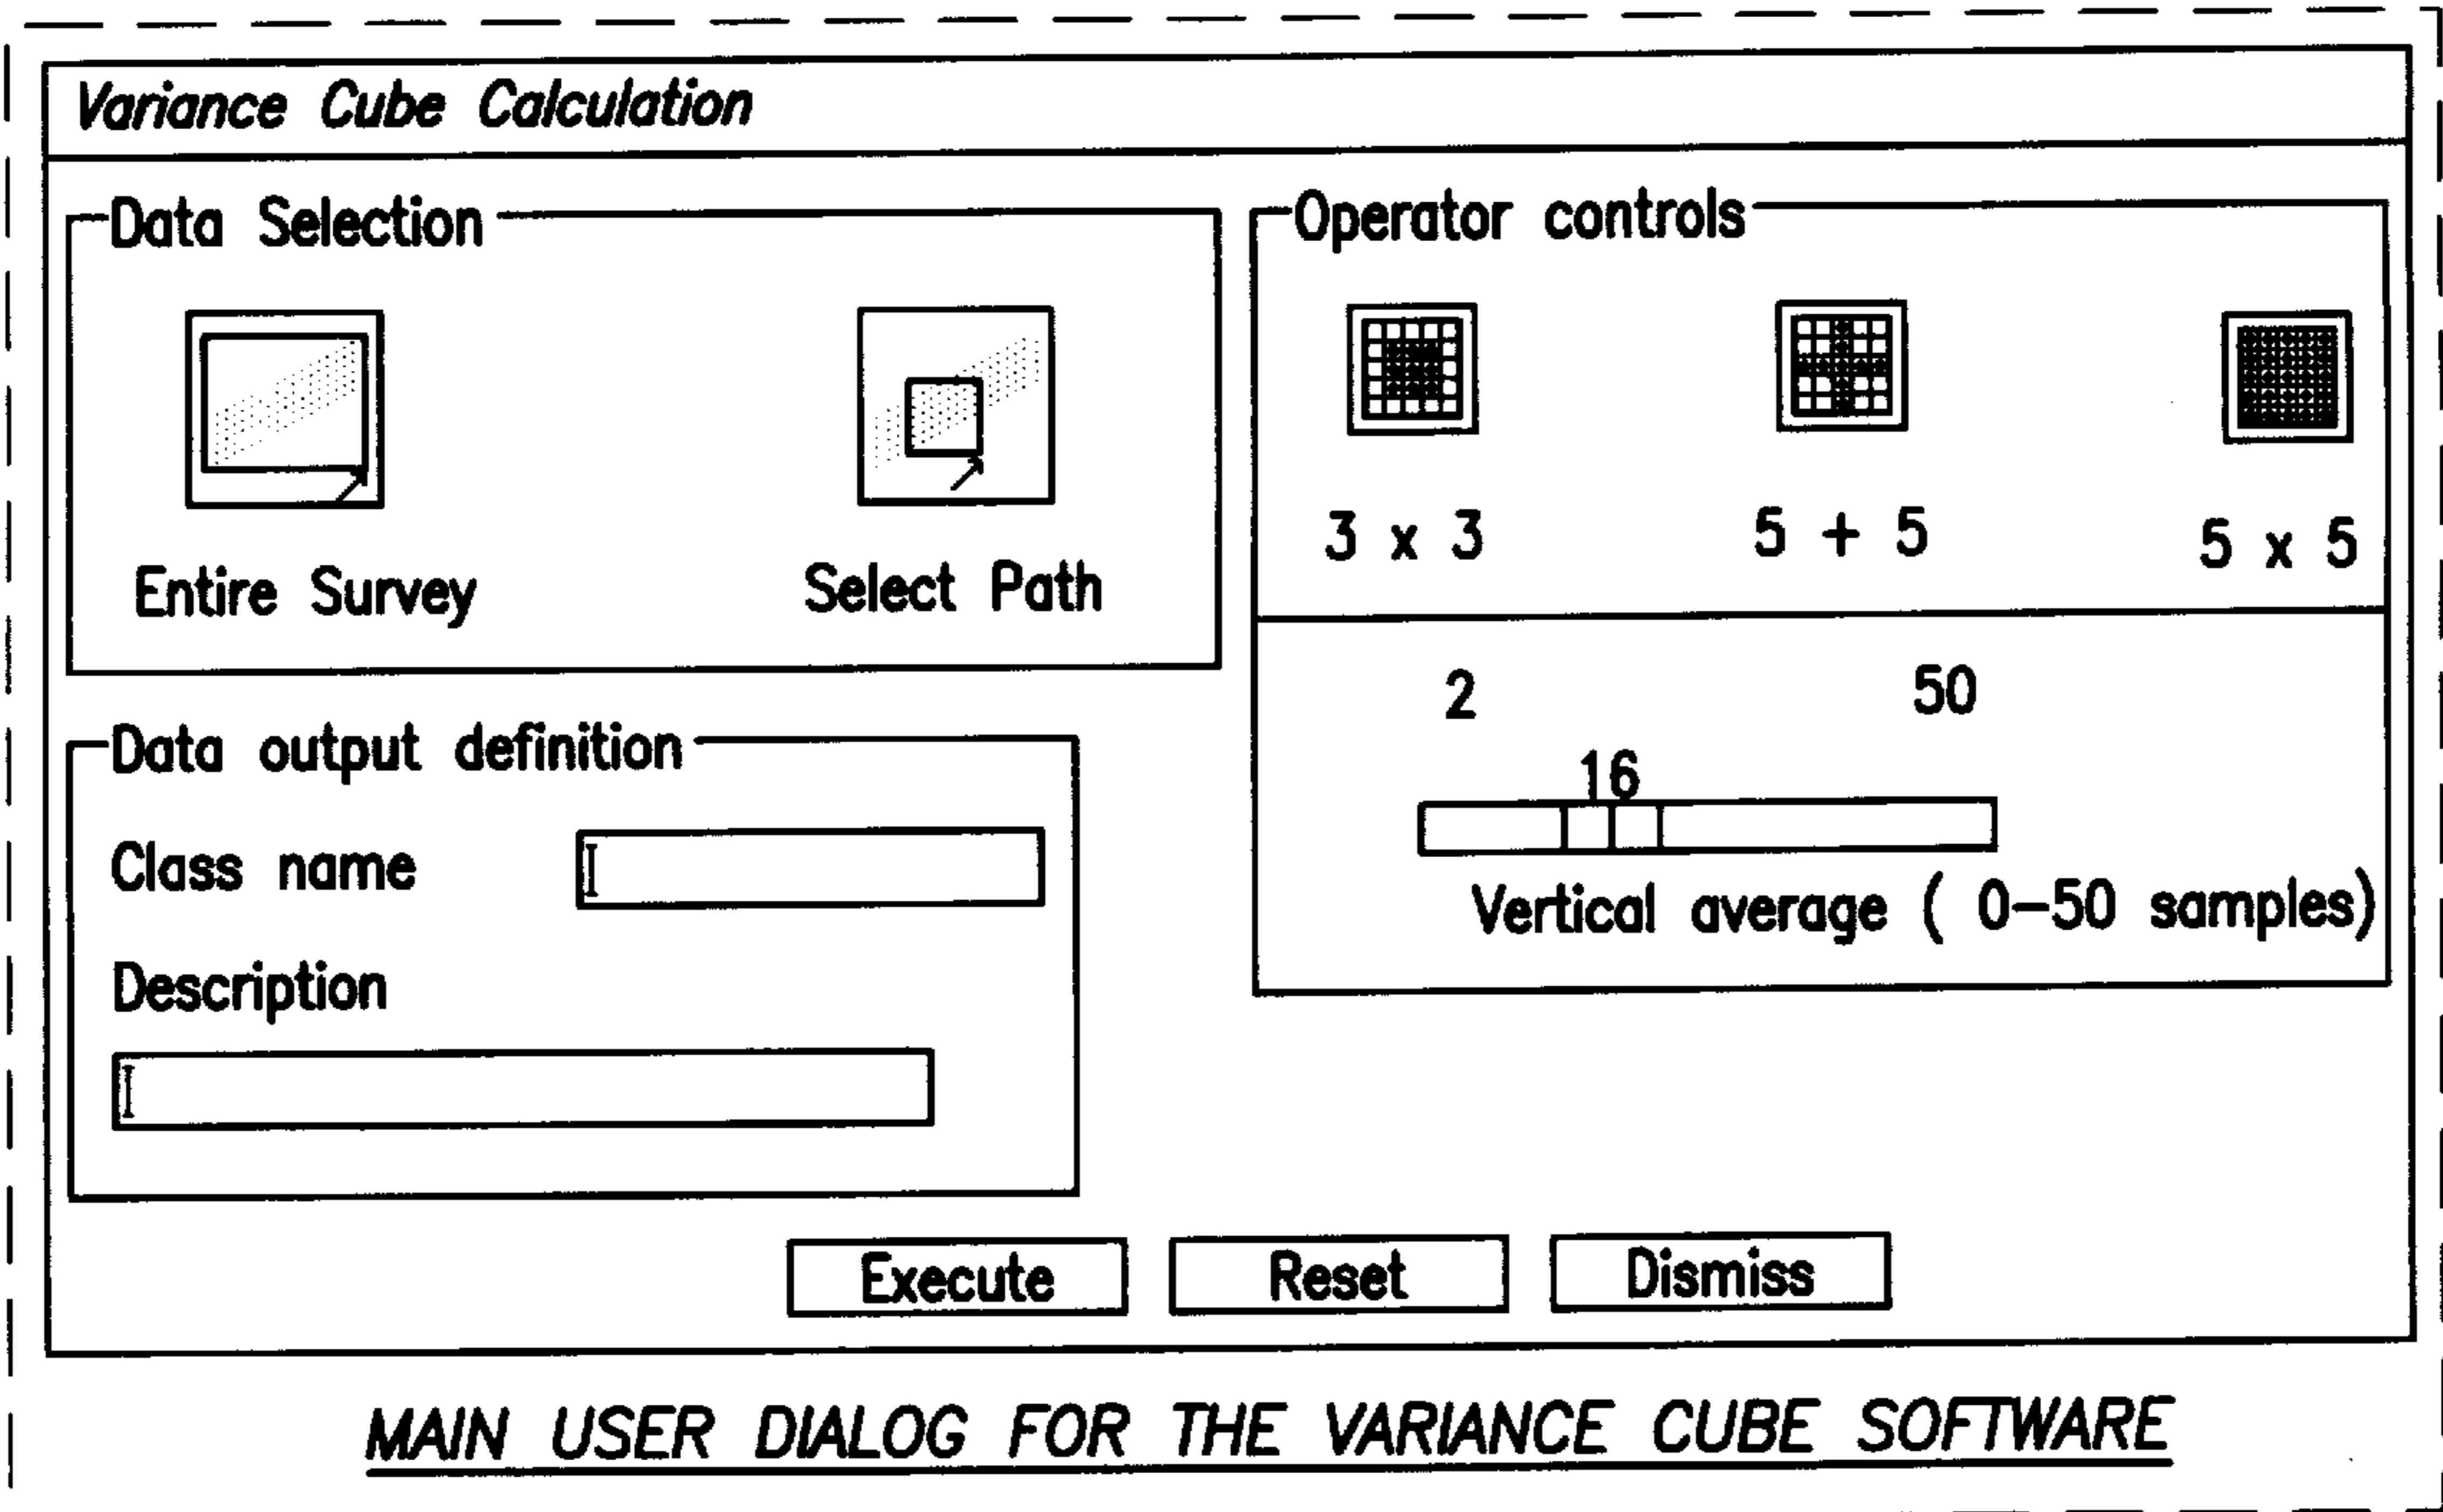 Variance Cube Calculation
Data Selection
Entire Survey
Select Path
Operator controls
3 x 3
5 + 5
5 x 5
2
50
16
Vertical average ( 0-50 samples)
Data output definition
Class name
Description
Execute
Reset
Dismiss
MAIN USER DIALOG FOR THE VARIANCE CUBE SOFTWARE